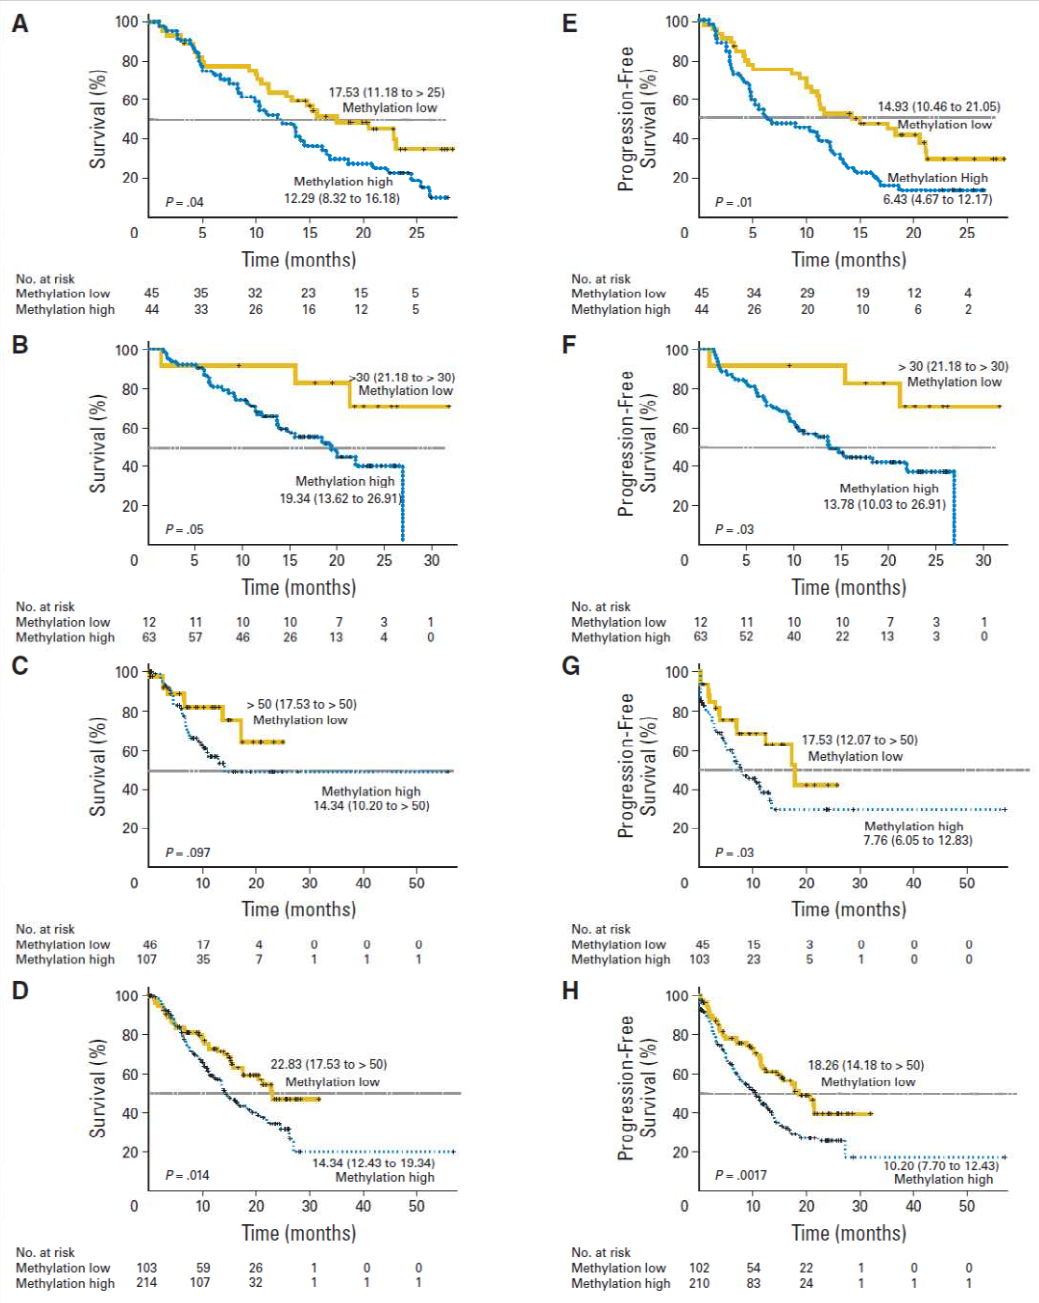 A
100
80
60
40
20
0
5
10
15
20
25
Survival (%)
Time (months)
17.53 (11.18 to > 25)
Methylation low
Methylation high
12.29 (8.32 to 16.18)
P = .04
No. at risk
Methylation low 45 35 32 23 15 5
Methylation high 44 33 26 16 12 5
E
100
80
60
40
20
0
5
10
15
20
25
Progression-Free
Survival (%)
Time (months)
14.93 (10.46 to 21.05)
Methylation low
Methylation High
6.43 (4.67 to 12.17)
P = .01
No. at risk
Methylation low 45 34 29 19 12 4
Methylation high 44 26 20 10 6 2
B
100
80
60
40
20
0
5
10
15
20
25
30
Survival (%)
Time (months)
>30 (21.18 to > 30)
Methylation low
Methylation high
19.34 (13.62 to 26.91)
P = .05
No. at risk
Methylation low 12 11 10 10 7 3 1
Methylation high 63 57 46 26 13 4 0
F
100
80
60
40
20
0
5
10
15
20
25
30
Progression-Free
Survival (%)
Time (months)
> 30 (21.18 to > 30)
Methylation low
Methylation high
13.78 (10.03 to 26.91)
P = .03
No. at risk
Methylation low 12 11 10 10 7 3 1
Methylation high 63 52 40 22 13 3 0
C
100
80
60
40
20
0
10
20
30
40
50
Survival (%)
Time (months)
> 50 (17.53 to > 50)
Methylation low
Methylation high
14.34 (10.20 to > 50)
P = .097
No. at risk
Methylation low 46 17 4 0 0 0
Methylation high 107 35 7 1 1 1
G
100
80
60
40
20
0
10
20
30
40
50
Progression-Free
Survival (%)
Time (months)
17.53 (12.07 to > 50)
Methylation low
Methylation high
7.76 (6.05 to 12.83)
P = .03
No. at risk
Methylation low 45 15 3 0 0 0
Methylation high 103 23 5 1 0 0
D
100
80
60
40
20
0
10
20
30
40
50
Survival (%)
Time (months)
22.83 (17.53 to > 50)
Methylation low
14.34 (12.43 to 19.34)
Methylation high
P = .014
No. at risk
Methylation low 103 59 26 1 0 0
Methylation high 214 107 32 1 1 1
H
100
80
60
40
20
0
10
20
30
40
50
Progression-Free
Survival (%)
Time (months)
18.26 (14.18 to > 50)
Methylation low
10.20 (7.70 to 12.43)
Methylation high
P = .0017
No. at risk
Methylation low 102 54 22 1 0 0
Methylation high 210 83 24 1 1 1